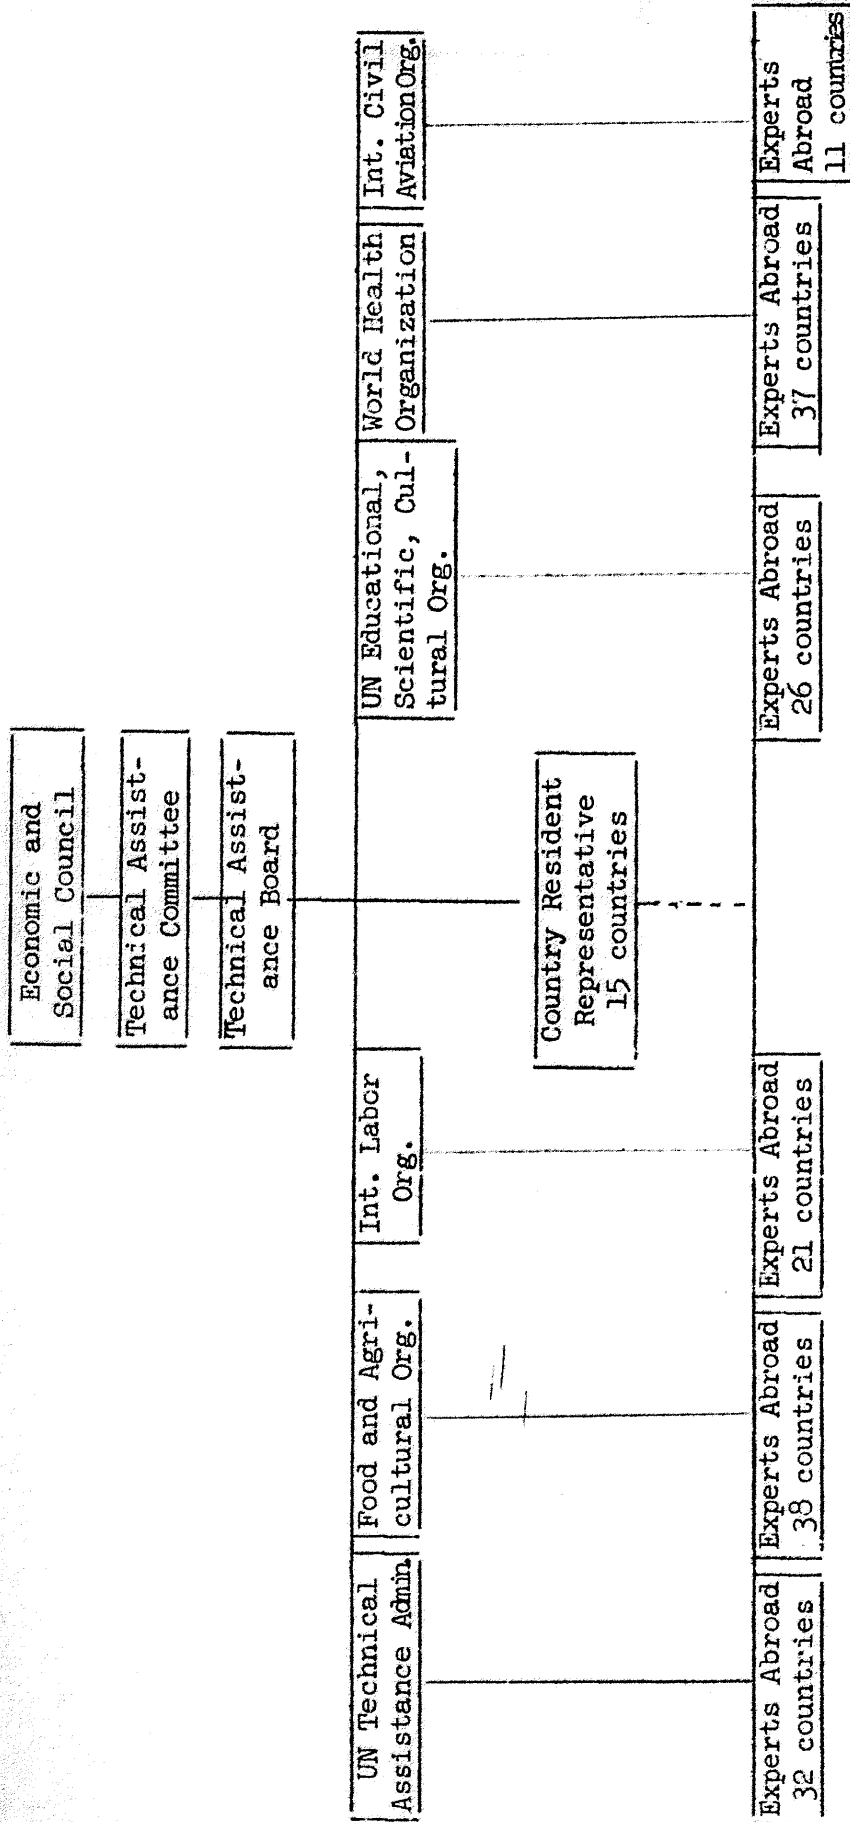 Economic and
Social Council
Technical Assist-
ance Committee
Technical Assist-
ance Board
UN Technical
Assistance Admin.
Food and Agri-
cultural Org.
Int. Labor
Org.
UN Educational,
Scientific, Cul-
tural Org.
World Health
Organization
Int. Civil
Aviation Org.
Country Resident
Representative
15 countries
Experts Abroad
32 countries
Experts Abroad
38 countries
Experts Abroad
21 countries
Experts Abroad
26 countries
Experts Abroad
37 countries
Experts
Abroad
11 countries